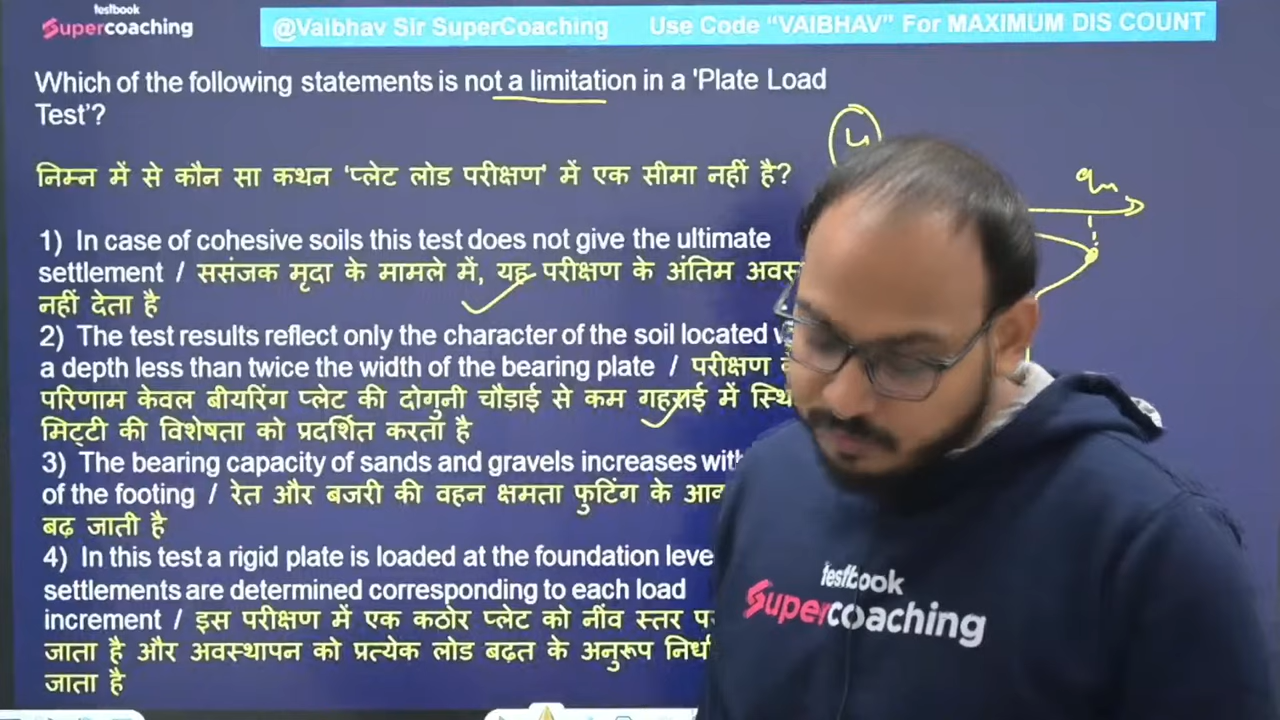 testbook
Supercoaching
@Vaibhav Sir SuperCoaching Use Code “VAIBHAV” For MAXIMUM DIS COUNT
Which of the following statements is not a limitation in a 'Plate Load
Test'?
निम्न में से कौन सा कथन 'प्लेट लोड परीक्षण' में एक सीमा नहीं है?
1) In case of cohesive soils this test does not give the ultimate
settlement / ससंजक मृदा के मामले में, यह परीक्षण के अंतिम
नहीं देता है
2) The test results reflect only the character of the soil located
a depth less than twice the width of the bearing plate / परीक्षण
परिणाम केवल बीयरिंग प्लेट की दोगुनी चौड़ाई से कम गहराई में
मिट्टी की विशेषता को प्रदर्शित करता है
3) The bearing capacity of sands and gravels increases
of the footing / रेत और बजरी की वहन क्षमता फुटिंग के
बढ़ जाती है
4) In this test a rigid plate is loaded at the foundation
settlements are determined corresponding to each load
increment / इस परीक्षण में एक कठोर प्लेट को नींव स्तर
जाता है और अवस्थापन को प्रत्येक लोड बढ़त के अनुरूप
जाता है
4
testbook
Supercoaching